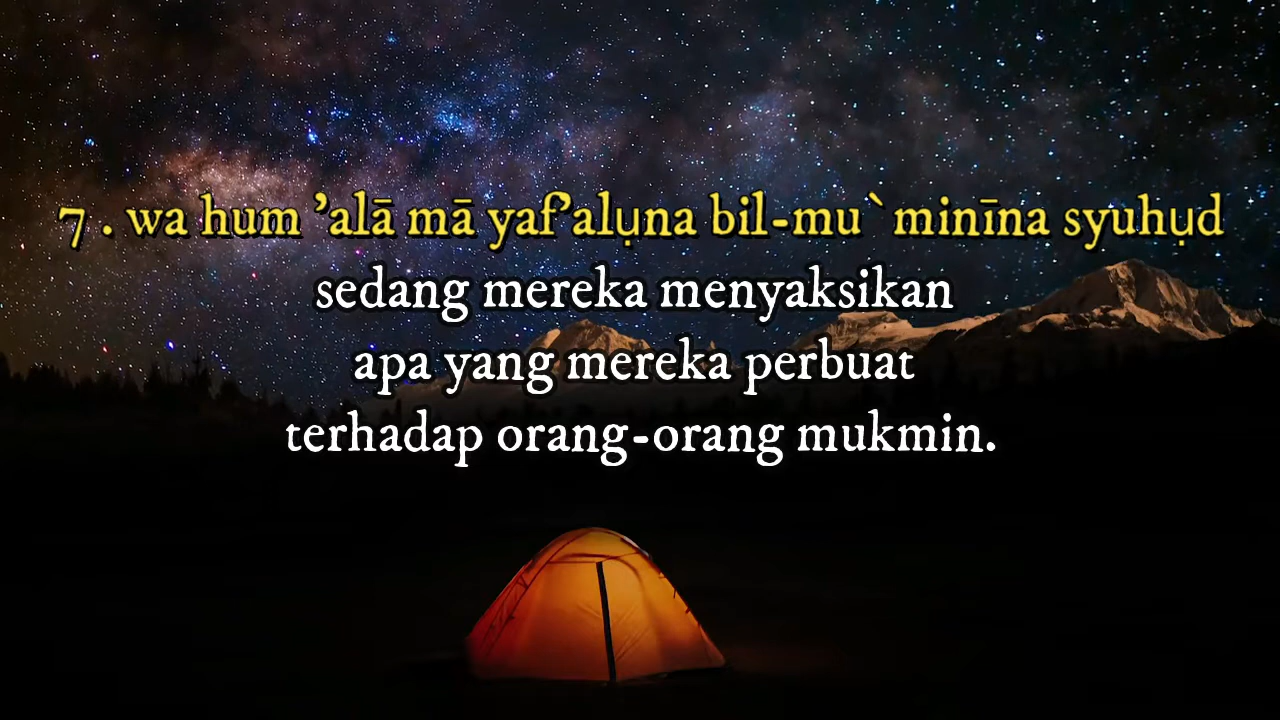 7 . wa hum 'alā mā yaf'alụna bil-mu`minīna syuhụd
sedang mereka menyaksikan
apa yang mereka perbuat
terhadap orang-orang mukmin.